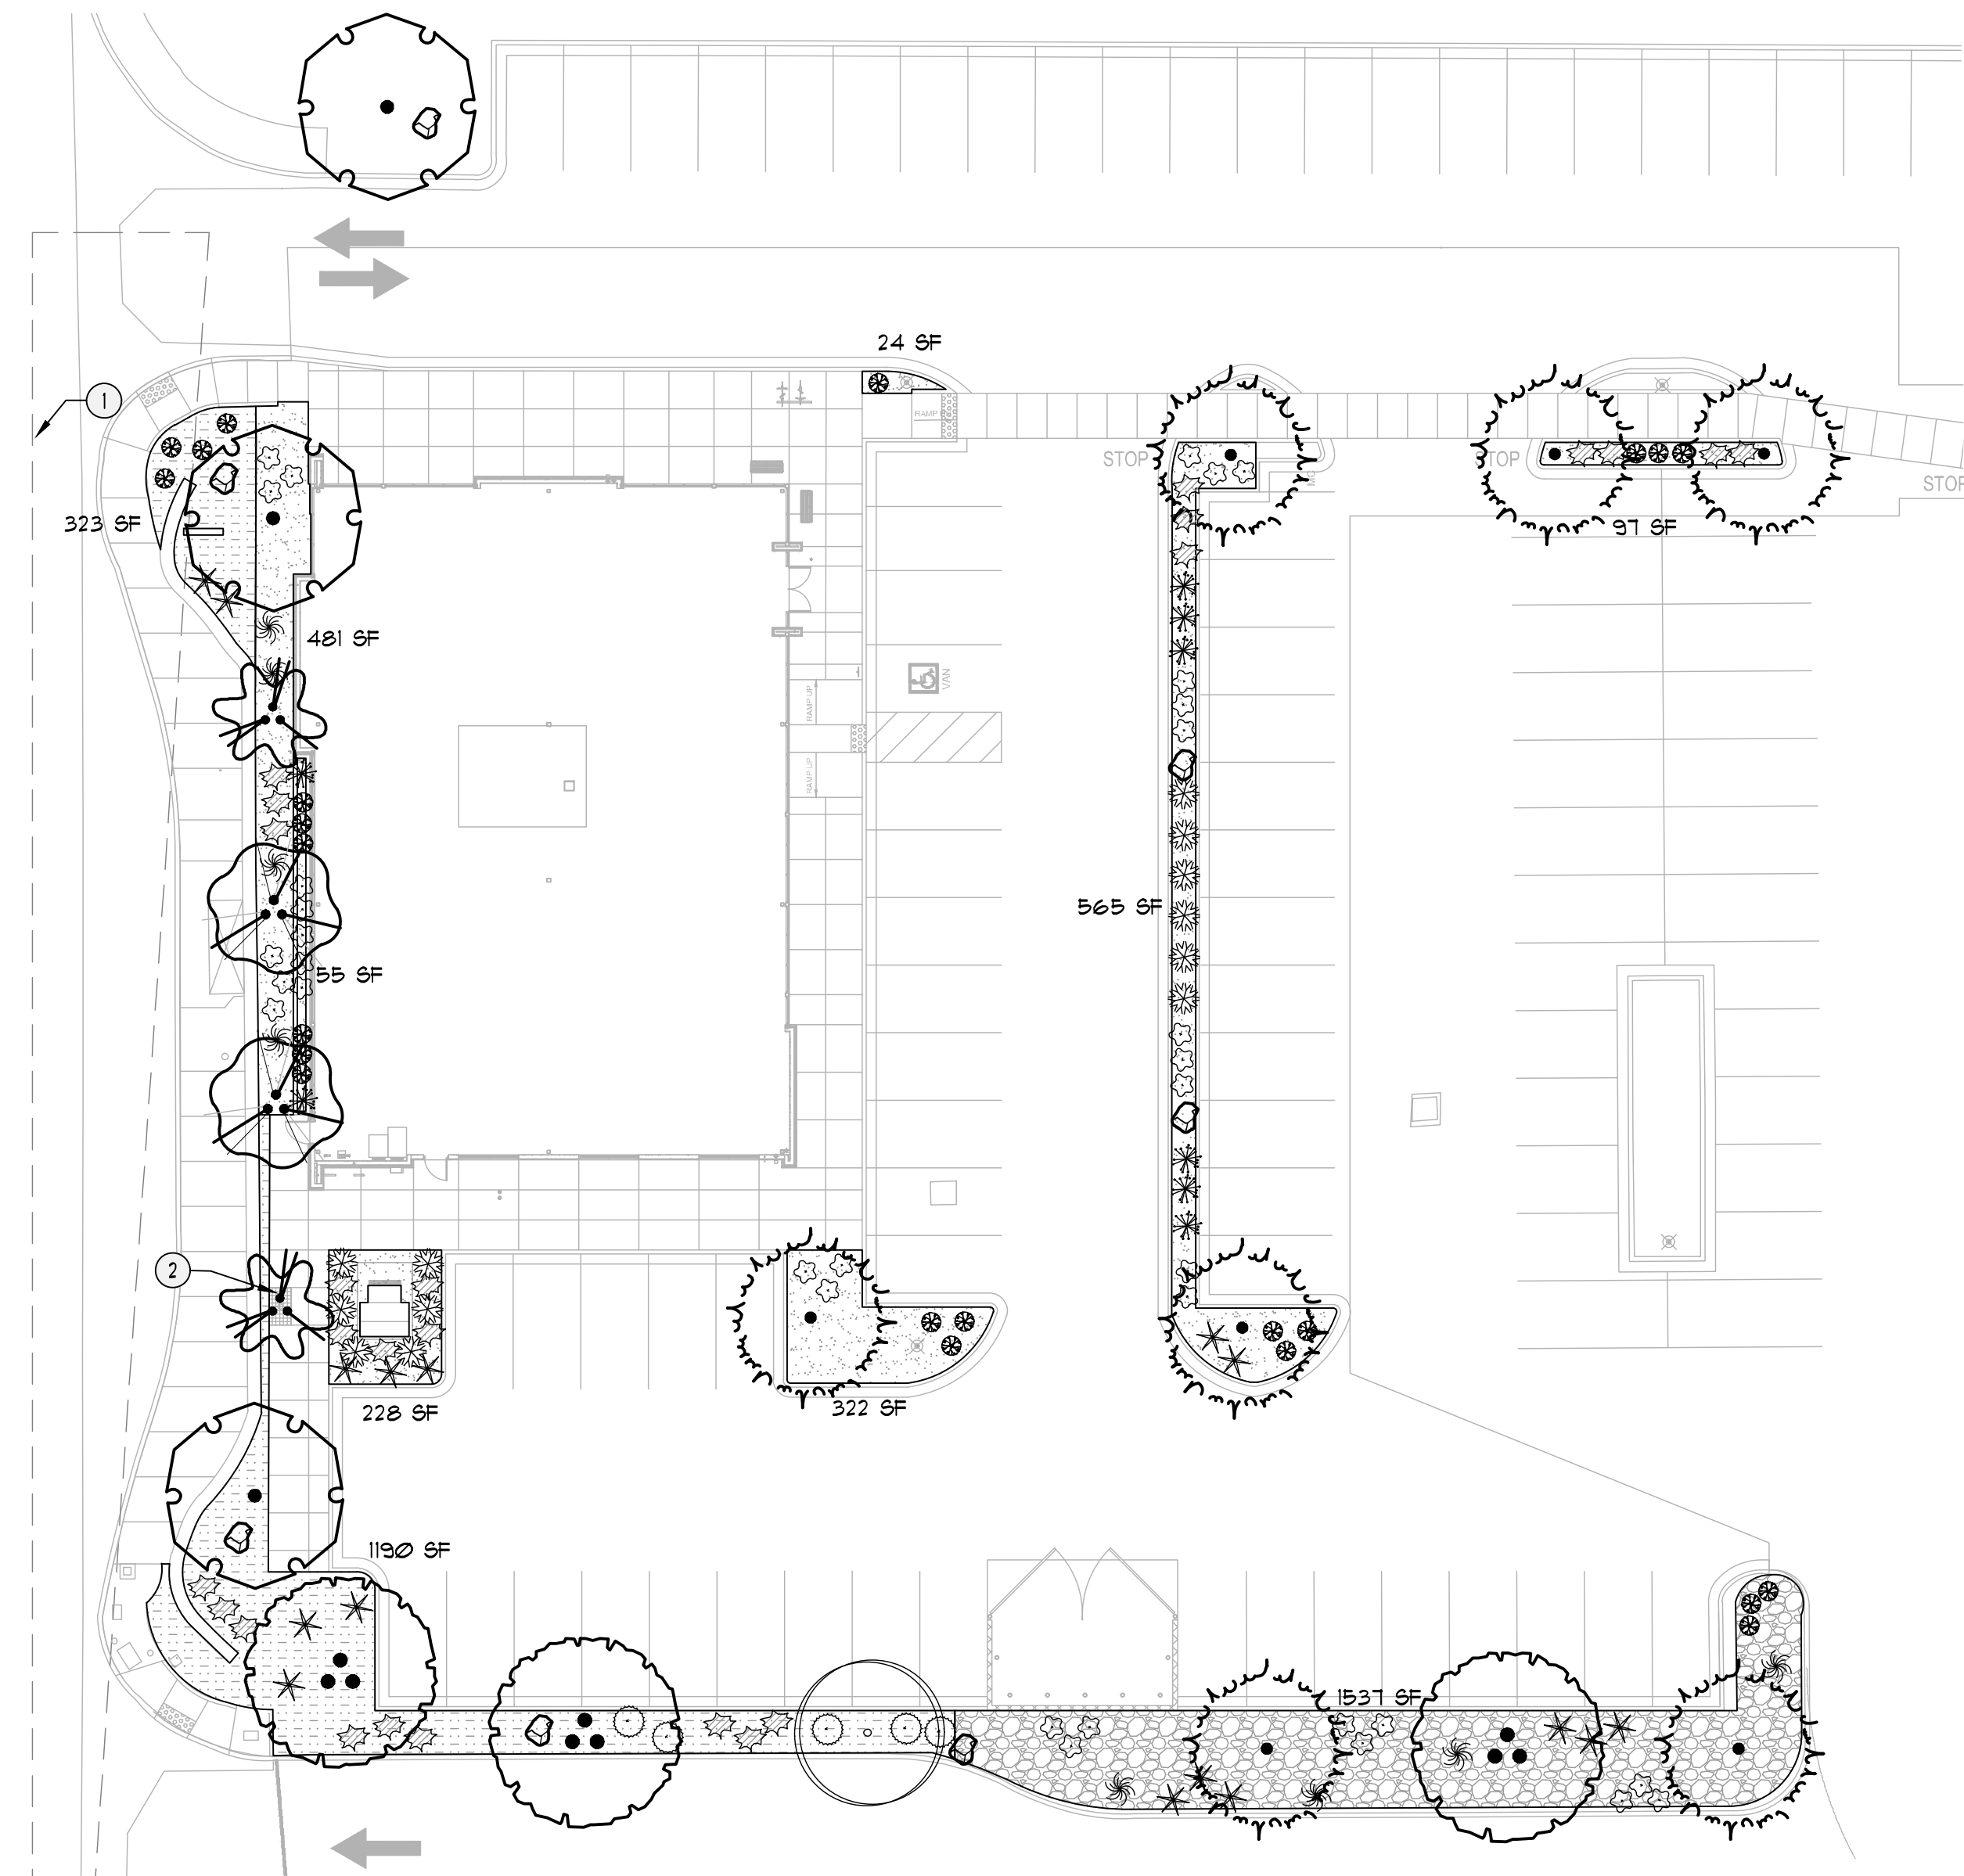 24 SF
1
RAMP
STOP
STOP
STOP
323 SF
97 SF
481 SF
VAN
RAMP UP
RAMP UP
565 SF
55 SF
2
228 SF
322 SF
1190 SF
1537 SF